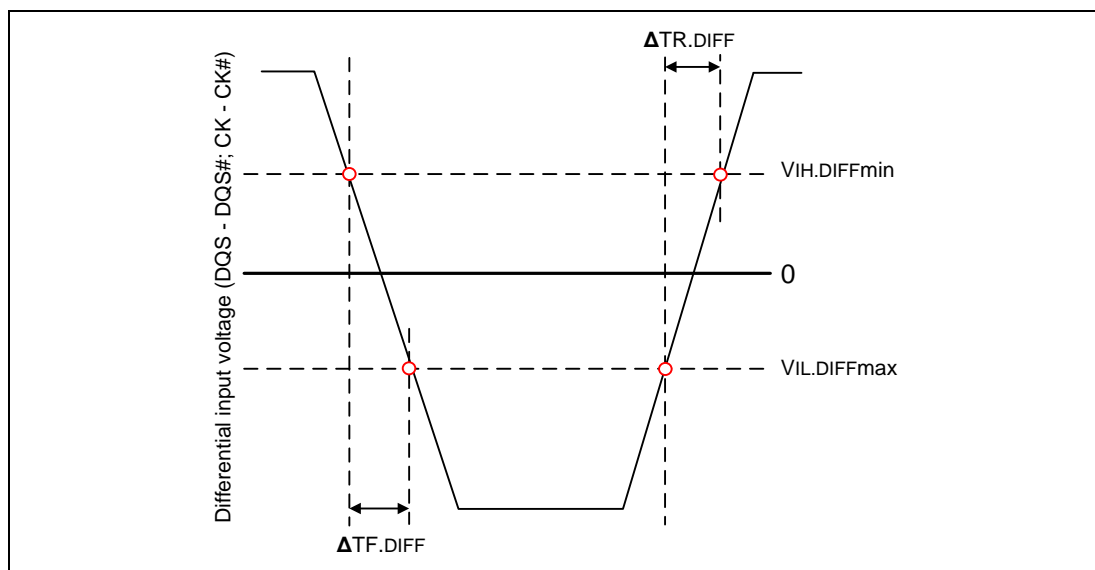 ΔTR.DIFF
Differential input voltage (DQS - DQS#; CK - CK#)
VIH.DIFFmin
0
VIL.DIFFmax
ΔTF.DIFF